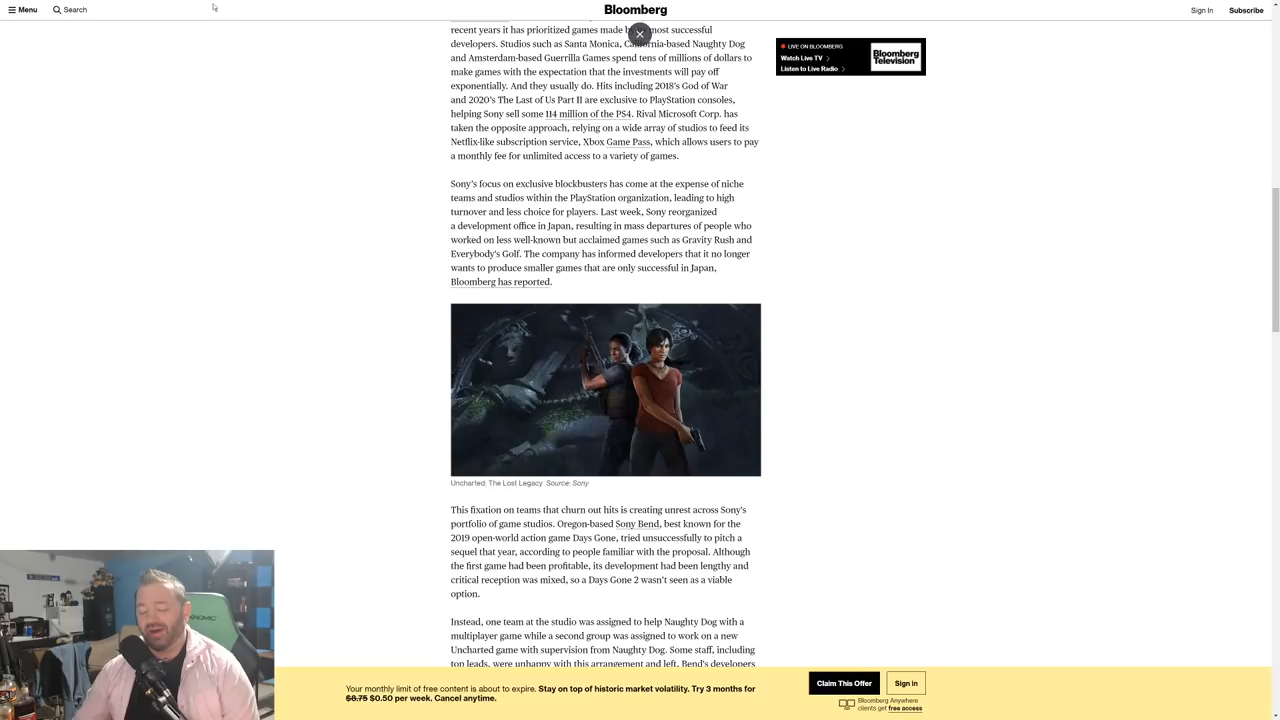 Menu
Search
Bloomberg
Sign In
Subscribe
recent years it has prioritized games made by most successful
developers. Studios such as Santa Monica, California-based Naughty Dog
and Amsterdam-based Guerrilla Games spend tens of millions of dollars to
make games with the expectation that the investments will pay off
exponentially. And they usually do. Hits including 2018's God of War
and 2020's The Last of Us Part II are exclusive to PlayStation consoles,
helping Sony sell some 114 million of the PS4. Rival Microsoft Corp. has
taken the opposite approach, relying on a wide array of studios to feed its
Netflix-like subscription service, Xbox Game Pass, which allows users to pay
a monthly fee for unlimited access to a variety of games.
Sony's focus on exclusive blockbusters has come at the expense of niche
teams and studios within the PlayStation organization, leading to high
turnover and less choice for players. Last week, Sony reorganized
a development office in Japan, resulting in mass departures of people who
worked on less well-known but acclaimed games such as Gravity Rush and
Everybody's Golf. The company has informed developers that it no longer
wants to produce smaller games that are only successful in Japan,
Bloomberg has reported.
Uncharted: The Lost Legacy Source: Sony
This fixation on teams that churn out hits is creating unrest across Sony's
portfolio of game studios. Oregon-based Sony Bend, best known for the
2019 open-world action game Days Gone, tried unsuccessfully to pitch a
sequel that year, according to people familiar with the proposal. Although
the first game had been profitable, its development had been lengthy and
critical reception was mixed, so a Days Gone 2 wasn't seen as a viable
option.
Instead, one team at the studio was assigned to help Naughty Dog with a
multiplayer game while a second group was assigned to work on a new
Uncharted game with supervision from Naughty Dog. Some staff, including
top leads, were unhappy with this arrangement and left. Bend's developers
LIVE ON BLOOMBERG
Watch Live TV
Listen to Live Radio
Bloomberg
Television
Your monthly limit of free content is about to expire. Stay on top of historic market volatility. Try 3 months for
$8.75 $0.50 per week. Cancel anytime.
Claim This Offer
Sign in
Bloomberg Anywhere
clients get free access